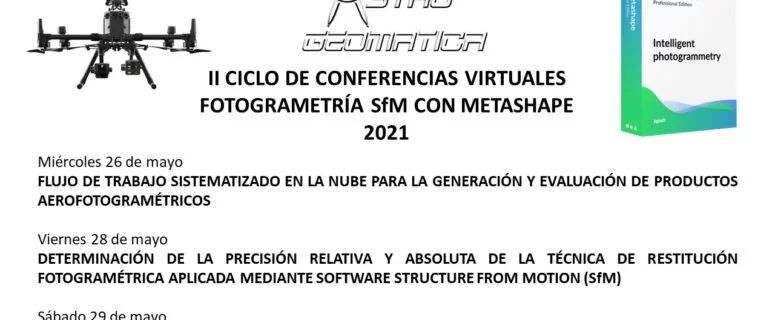 GEOMATICA
Professional Edition
metashape
Intelligent
photogrammetry
Agisoft
II CICLO DE CONFERENCIAS VIRTUALES
FOTOGRAMETRÍA SfM CON METASHAPE
2021
Miércoles 26 de mayo
FLUJO DE TRABAJO SISTEMATIZADO EN LA NUBE PARA LA GENERACIÓN Y EVALUACIÓN DE PRODUCTOS
AEROFOTOGRAMÉTRICOS
Viernes 28 de mayo
DETERMINACIÓN DE LA PRECISIÓN RELATIVA Y ABSOLUTA DE LA TÉCNICA DE RESTITUCIÓN
FOTOGRAMÉTRICA APLICADA MEDIANTE SOFTWARE STRUCTURE FROM MOTION (SfM)
Sábado 29 de mayo